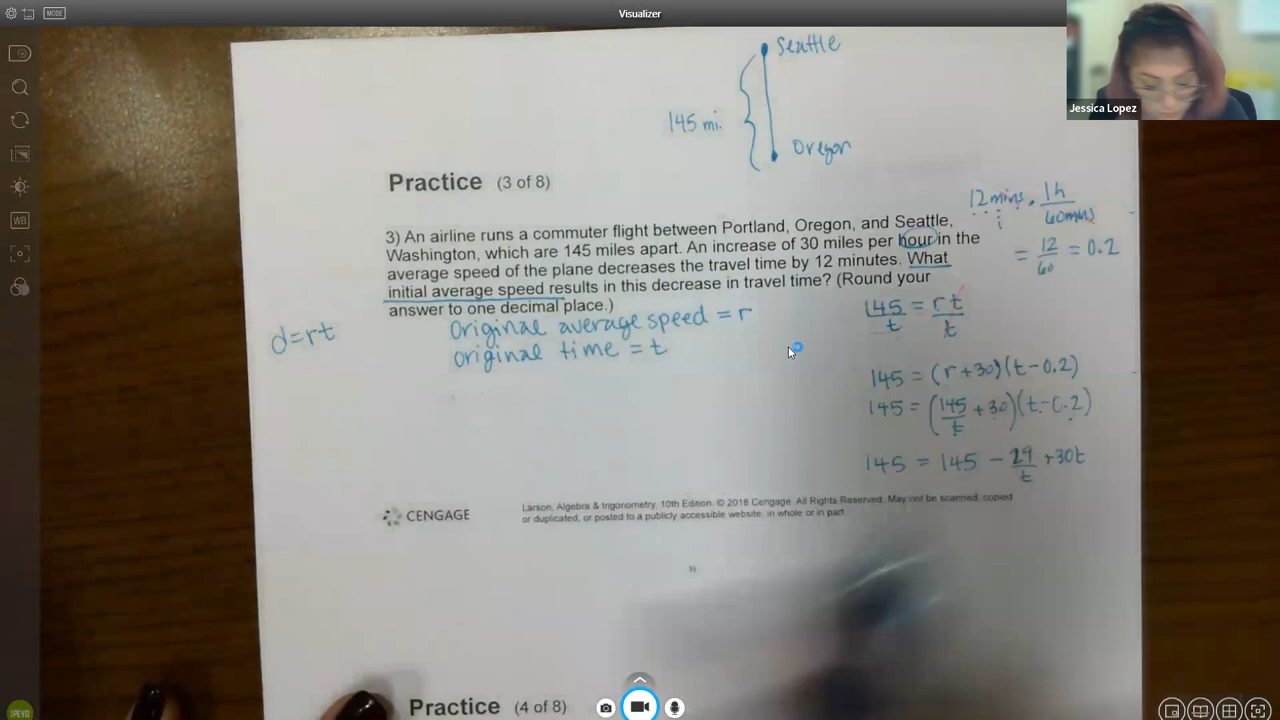 MODE
Visualizer
Jessica Lopez
WB
Seattle
145 mi.
Oregon
Practice (3 of 8)
12 mins . 1h / 60 mins
= 12/60 = 0.2
3) An airline runs a commuter flight between Portland, Oregon, and Seattle,
Washington, which are 145 miles apart. An increase of 30 miles per hour in the
average speed of the plane decreases the travel time by 12 minutes. What
initial average speed results in this decrease in travel time? (Round your
answer to one decimal place.)
d=rt
Original average speed = r
original time = t
145/t = rt/t
145 = (r+30)(t-0.2)
145 = (145/t +30)(t-0.2)
145 = 145 - 29/t +30t
CENGAGE
Larson, Algebra & trigonometry, 10th Edition. © 2018 Cengage. All Rights Reserved. May not be scanned, copied
or duplicated, or posted to a publicly accessible website, in whole or in part
Practice (4 of 8)
IPEVO